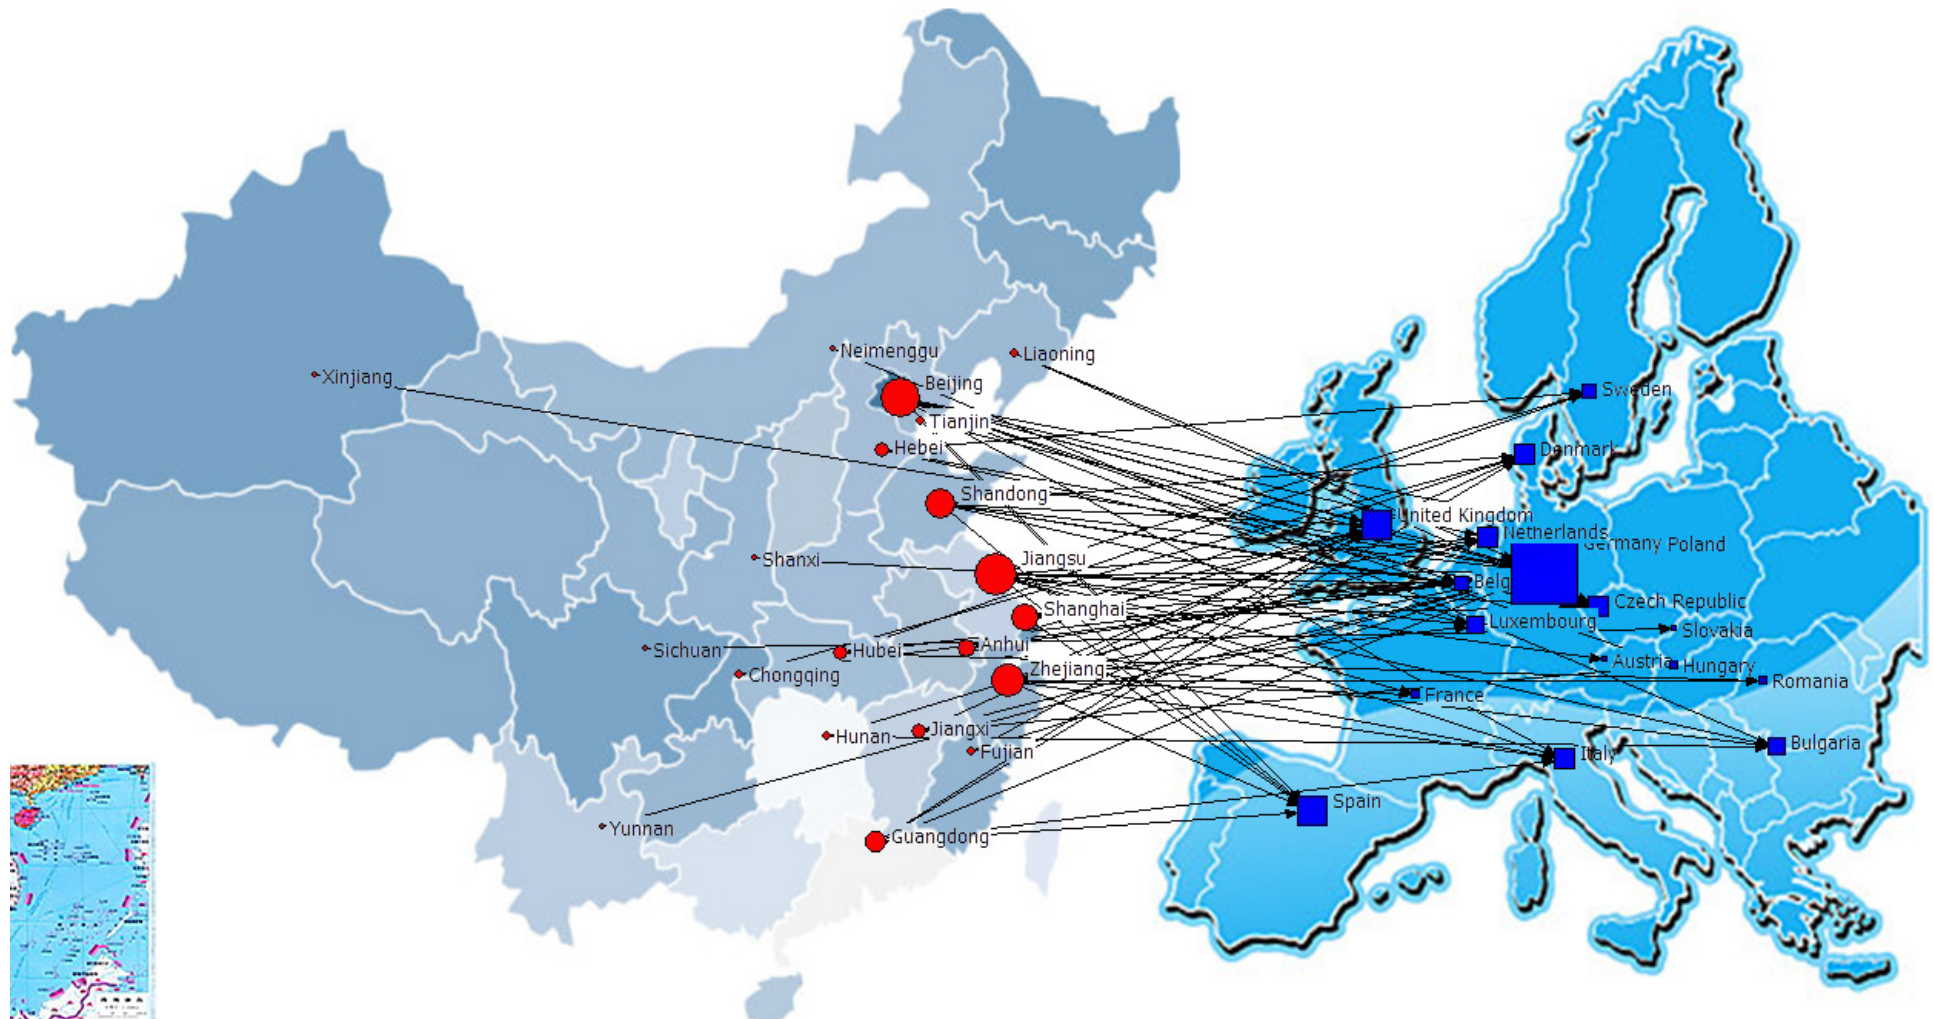 Neimenggu
Liaoning
Xinjiang
Beijing
Tianjin
Hebei
Shandong
Shanxi
Jiangsu
Shanghai
Sichuan
Hubei
Anhui
Chongqing
Zhejiang
Hunan
Jiangxi
Fujian
Yunnan
Guangdong
Sweden
Denmark
United Kingdom
Netherlands
Germany Poland
Belg
Czech Republic
Luxembourg
Slovakia
Austria
Hungary
Romania
France
Bulgaria
Italy
Spain